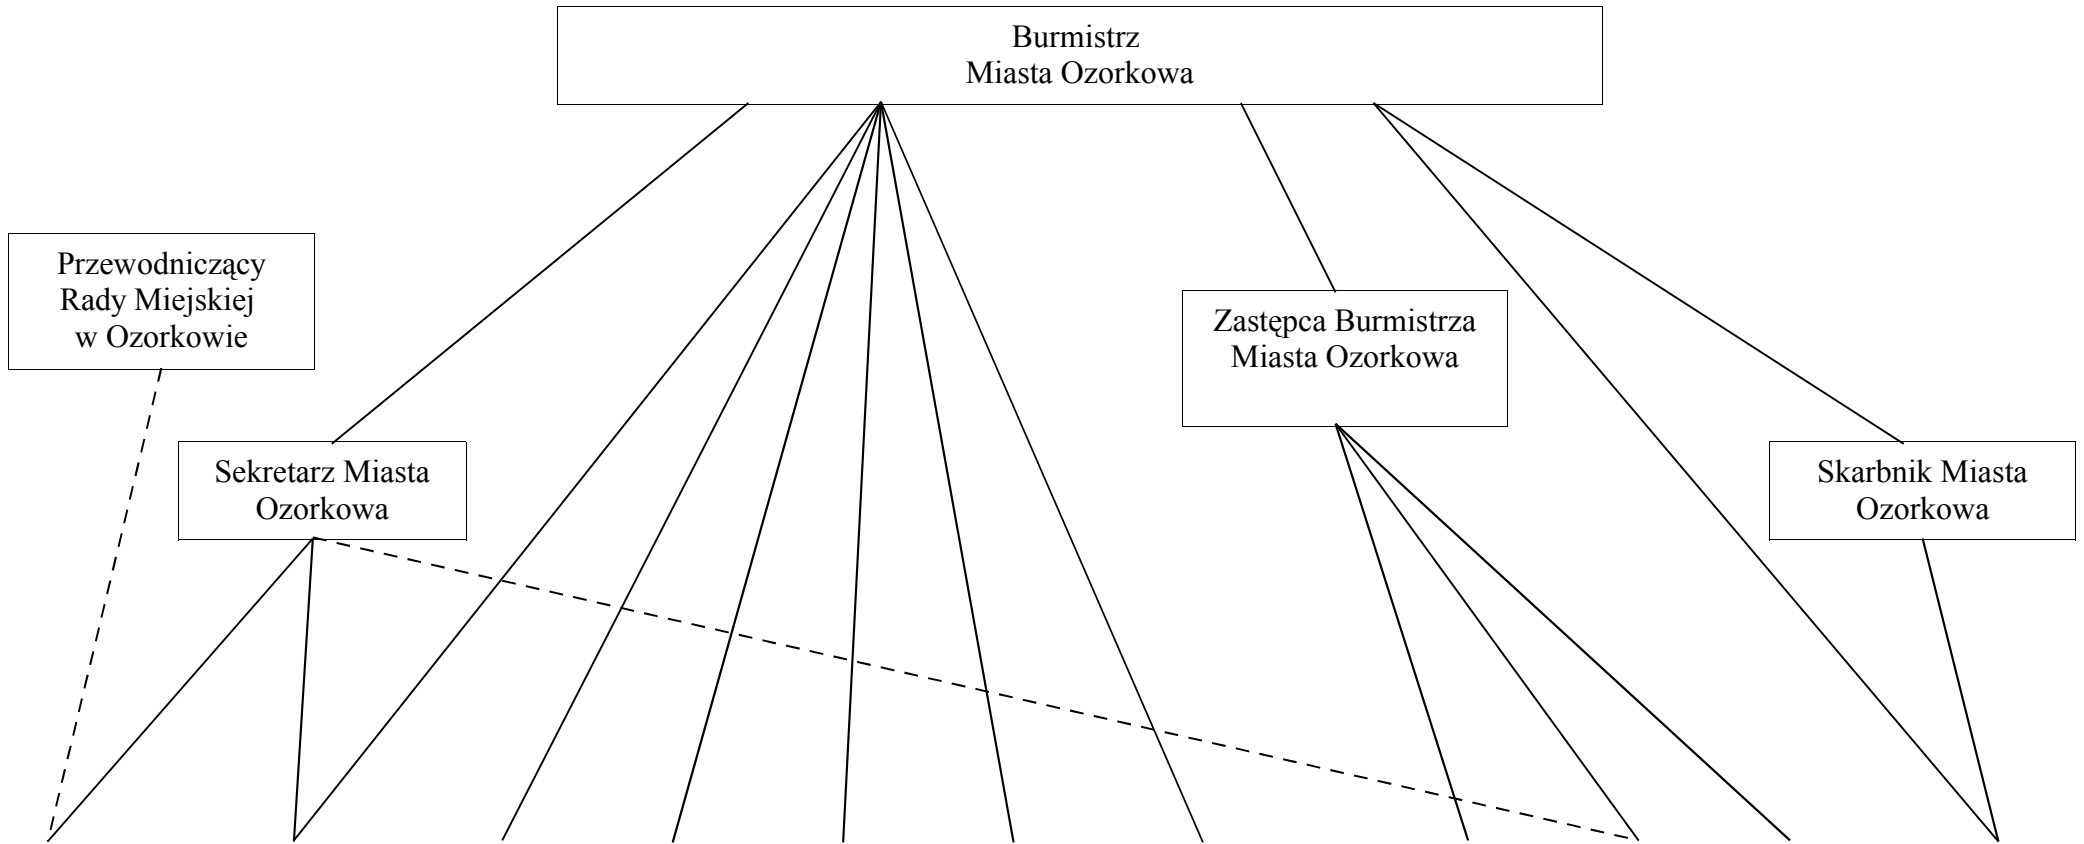 Burmistrz
Miasta Ozorkowa
Przewodniczący
Rady Miejskiej
w Ozorkowie
Zastępca Burmistrza
Miasta Ozorkowa
Sekretarz Miasta
Ozorkowa
Skarbnik Miasta
Ozorkowa